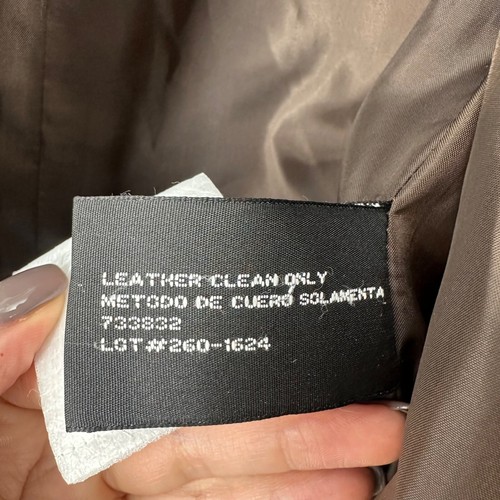 LEATHER CLEAN ONLY
METODO DE CUERO SOLAMENTA
733832
LOT#260-1624